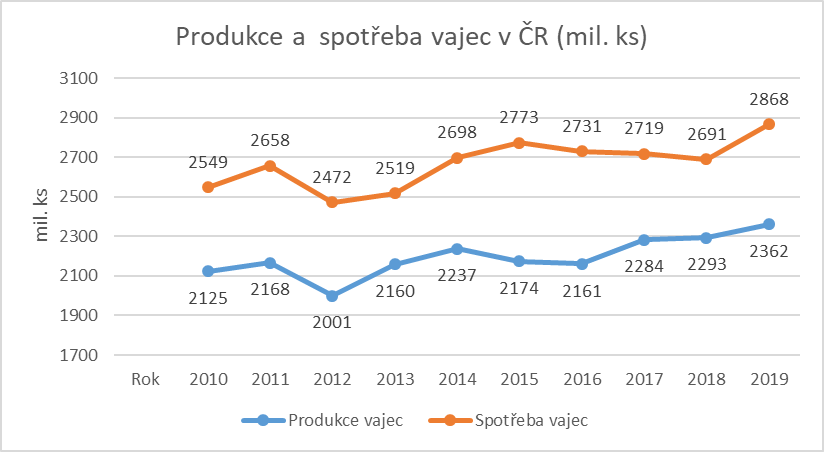 Produkce a  spotřeba vajec v ČR (mil. ks)
mil. ks
3100
2900
2700
2500
2300
2100
1900
1700
2549 2658 2472 2519 2698 2773 2731 2719 2691 2868
2125 2168 2001 2160 2237 2174 2161 2284 2293 2362
Rok 2010 2011 2012 2013 2014 2015 2016 2017 2018 2019
Produkce vajec Spotřeba vajec